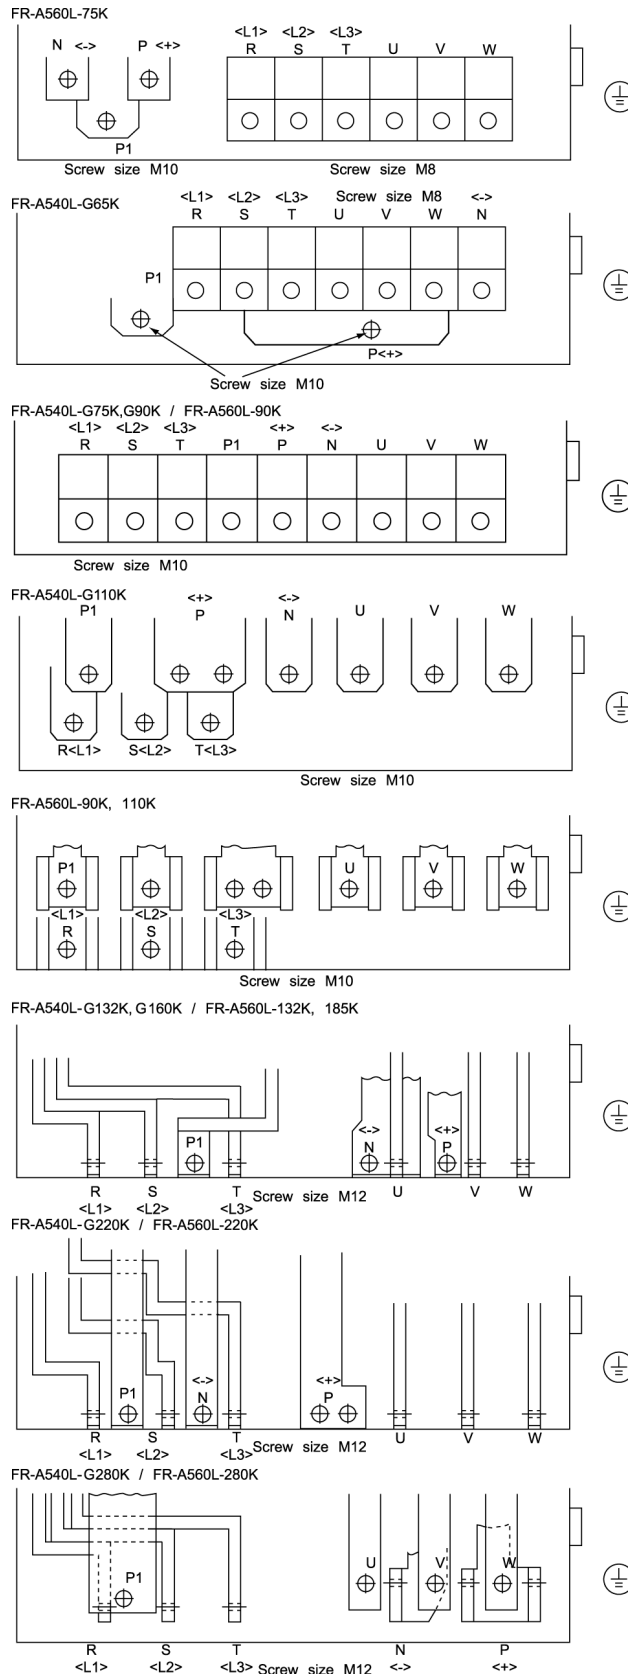 FR-A560L-75K
<L1> <L2> <L3>
N <-> P <+> R S T U V W
P1
Screw size M10 Screw size M8
FR-A540L-G65K
<L1> <L2> <L3> Screw size M8 <->
R S T U V W N
P1
P<+>
Screw size M10
FR-A540L-G75K,G90K / FR-A560L-90K
<L1> <L2> <L3> <+> <->
R S T P1 P N U V W
Screw size M10
FR-A540L-G110K
P1 <+> <-> U V W
P N
R<L1> S<L2> T<L3>
Screw size M10
FR-A560L-90K, 110K
P1 U V W
<L1> <L2> <L3>
R S T
Screw size M10
FR-A540L-G132K, G160K / FR-A560L-132K, 185K
<-> <+>
P1 N P
R S T Screw size M12 U V W
<L1> <L2> <L3>
FR-A540L-G220K / FR-A560L-220K
<-> <+>
P1 N P
R S T Screw size M12 U V W
<L1> <L2> <L3>
FR-A540L-G280K / FR-A560L-280K
U V W
P1
R S T N P
<L1> <L2> <L3> Screw size M12 <-> <+>